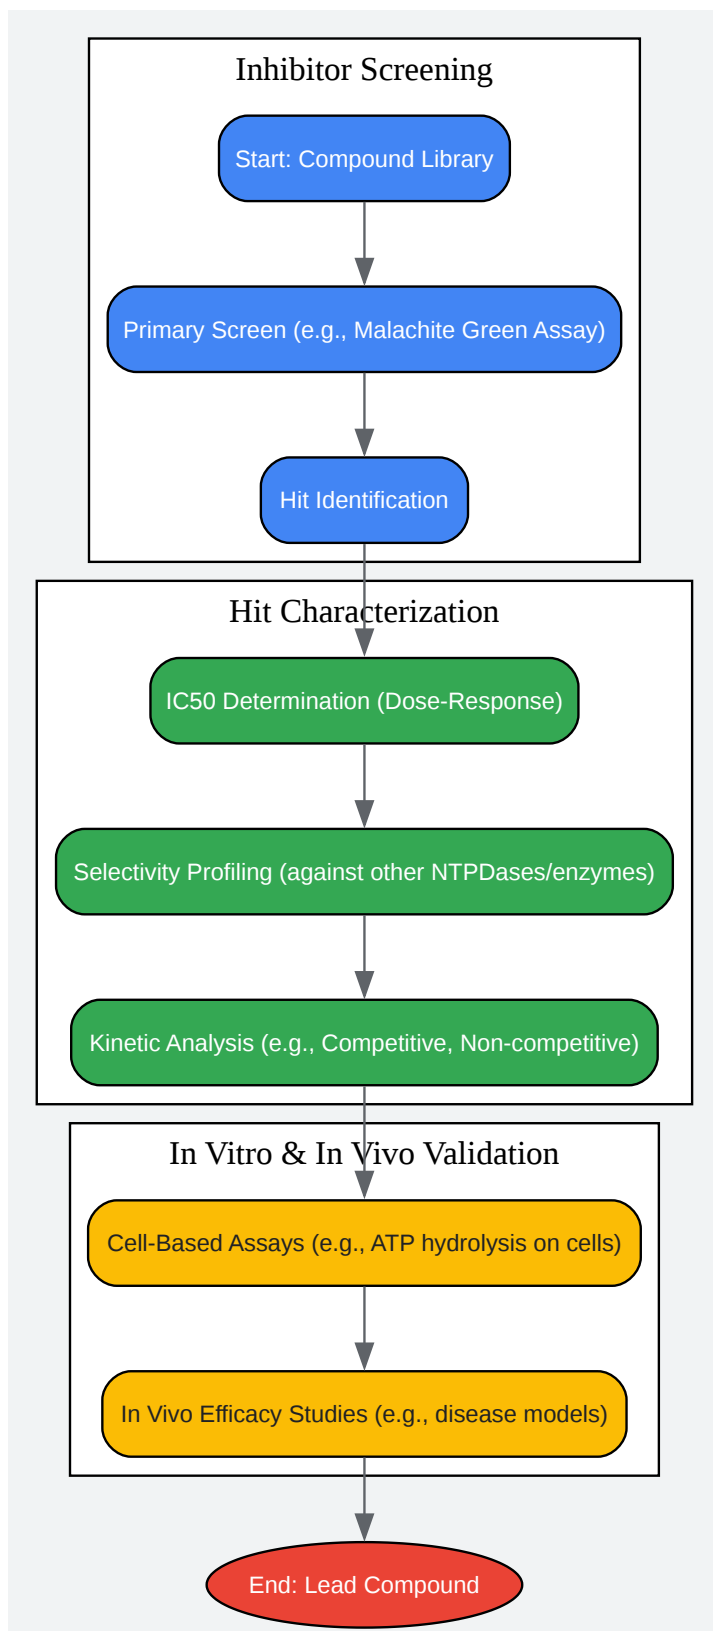 Inhibitor Screening
Start: Compound Library
Primary Screen (e.g., Malachite Green Assay)
Hit Identification
Hit Characterization
IC50 Determination (Dose-Response)
Selectivity Profiling (against other NTPDases/enzymes)
Kinetic Analysis (e.g., Competitive, Non-competitive)
In Vitro & In Vivo Validation
Cell-Based Assays (e.g., ATP hydrolysis on cells)
In Vivo Efficacy Studies (e.g., disease models)
End: Lead Compound